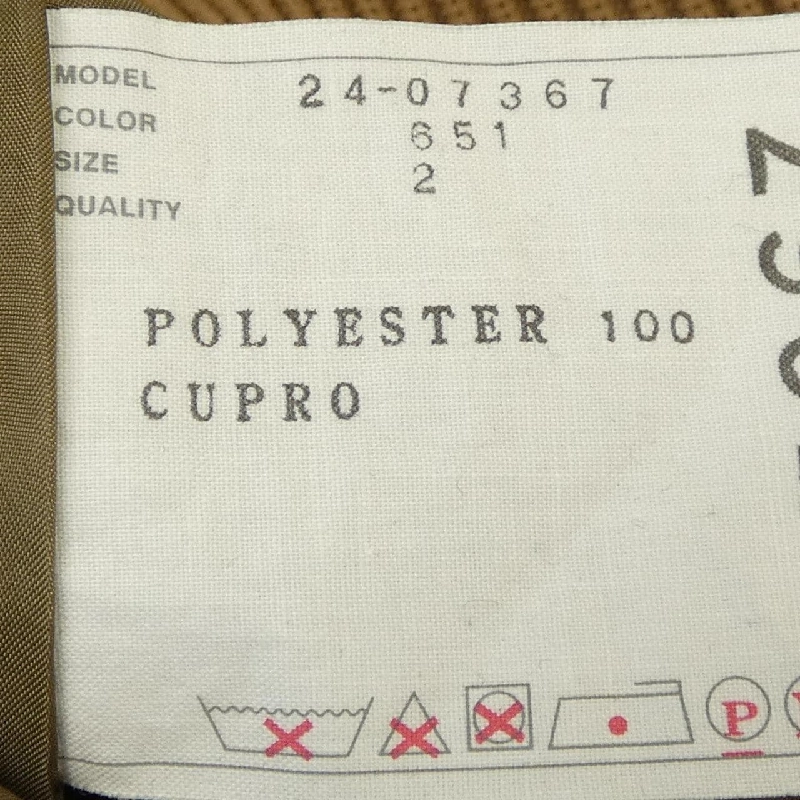 MODEL 24-07367
COLOR 651
SIZE 2
QUALITY
POLYESTER 100
CUPRO
P